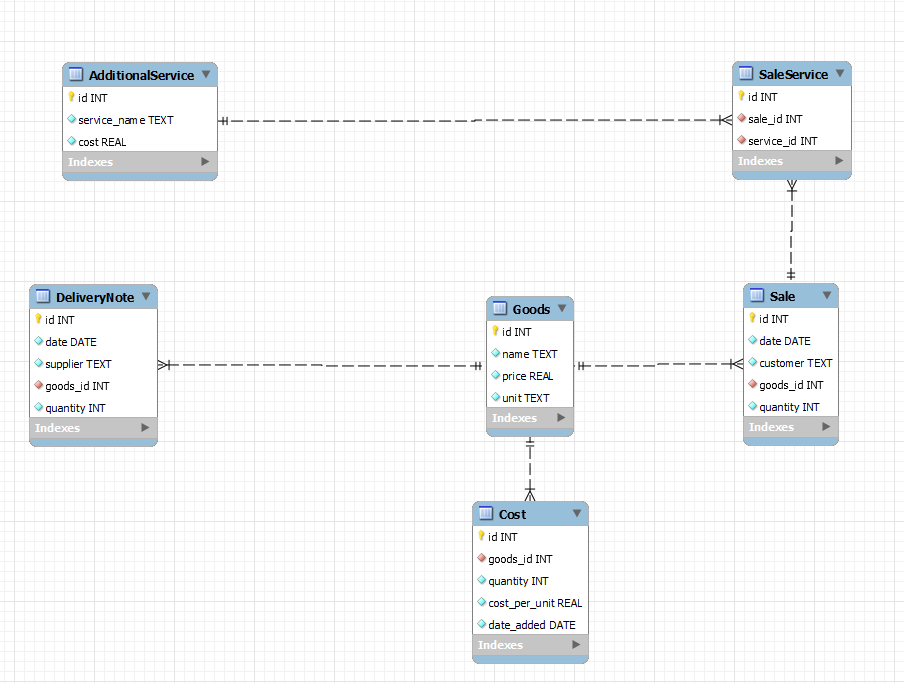 AdditionalService
id INT
service_name TEXT
cost REAL
Indexes
SaleService
id INT
sale_id INT
service_id INT
Indexes
DeliveryNote
id INT
date DATE
supplier TEXT
goods_id INT
quantity INT
Indexes
Goods
id INT
name TEXT
price REAL
unit TEXT
Indexes
Sale
id INT
date DATE
customer TEXT
goods_id INT
quantity INT
Indexes
Cost
id INT
goods_id INT
quantity INT
cost_per_unit REAL
date_added DATE
Indexes